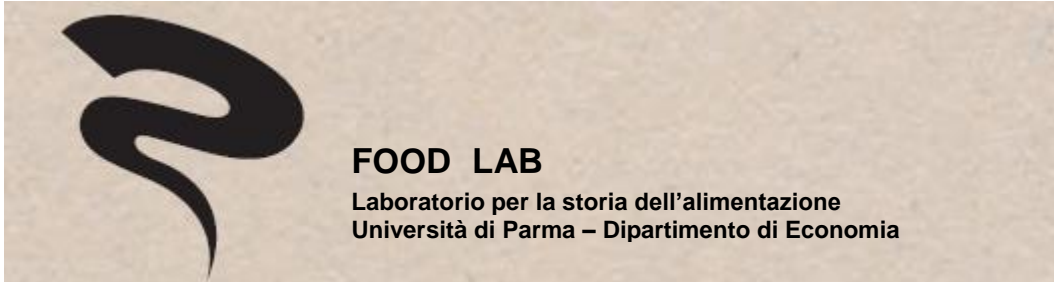 FOOD LAB
Laboratorio per la storia dell'alimentazione
Università di Parma – Dipartimento di Economia